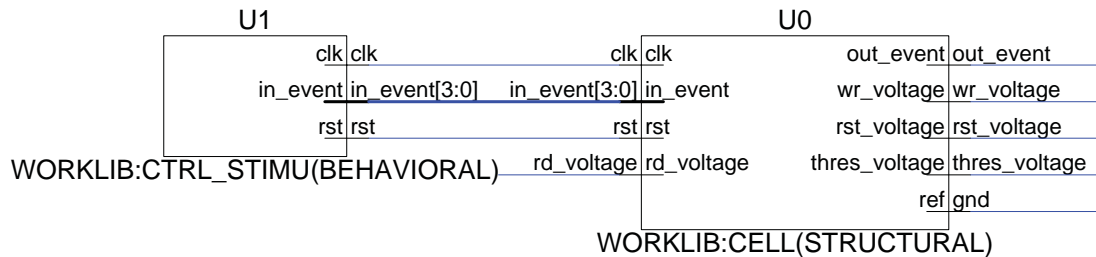 U1 U0
clk clk clk clk out_event out_event
in_event in_event[3:0] in_event[3:0] in_event wr_voltage wr_voltage
rst rst rst rst rst_voltage rst_voltage
WORKLIB:CTRL_STIMU(BEHAVIORAL) rd_voltage rd_voltage thres_voltage thres_voltage
ref gnd
WORKLIB:CELL(STRUCTURAL)